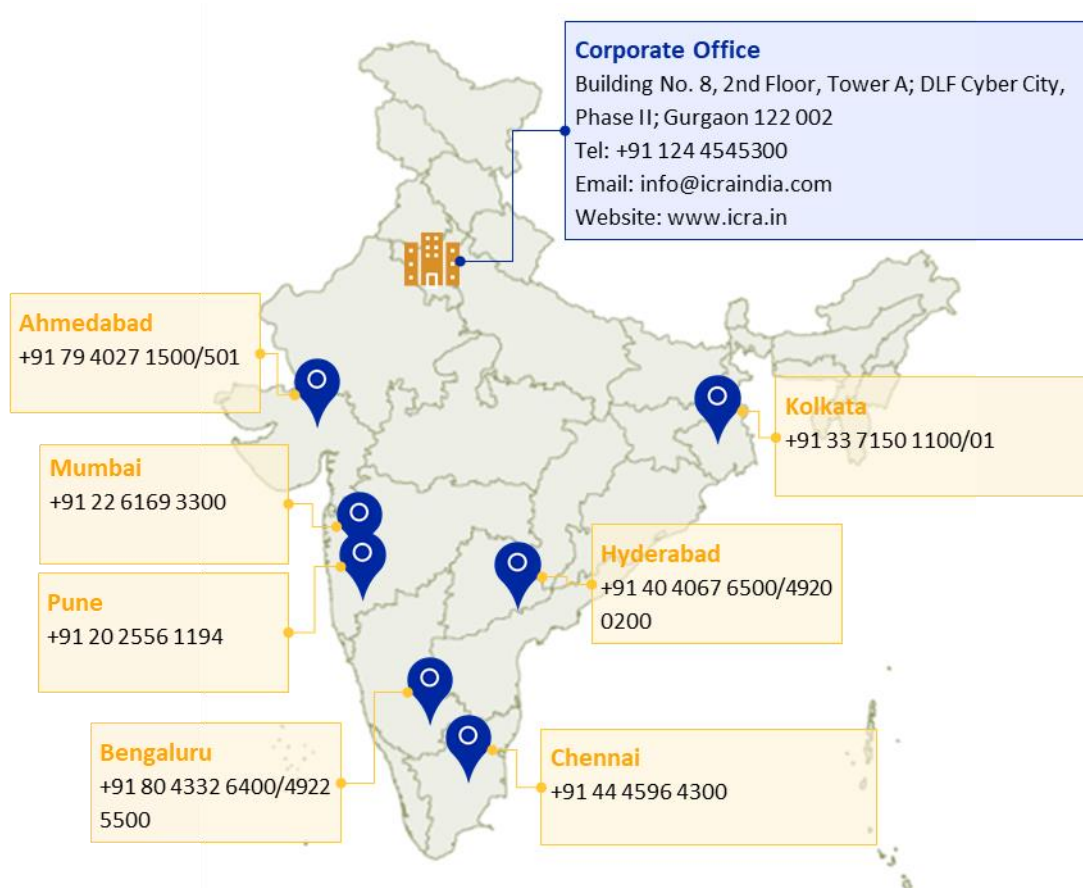 Corporate Office
Building No. 8, 2nd Floor, Tower A; DLF Cyber City,
Phase II; Gurgaon 122 002
Tel: +91 124 4545300
Email: info@icraindia.com
Website: www.icra.in
Ahmedabad
+91 79 4027 1500/501
Kolkata
+91 33 7150 1100/01
Mumbai
+91 22 6169 3300
Hyderabad
+91 40 4067 6500/4920
0200
Pune
+91 20 2556 1194
Bengaluru
+91 80 4332 6400/4922
5500
Chennai
+91 44 4596 4300